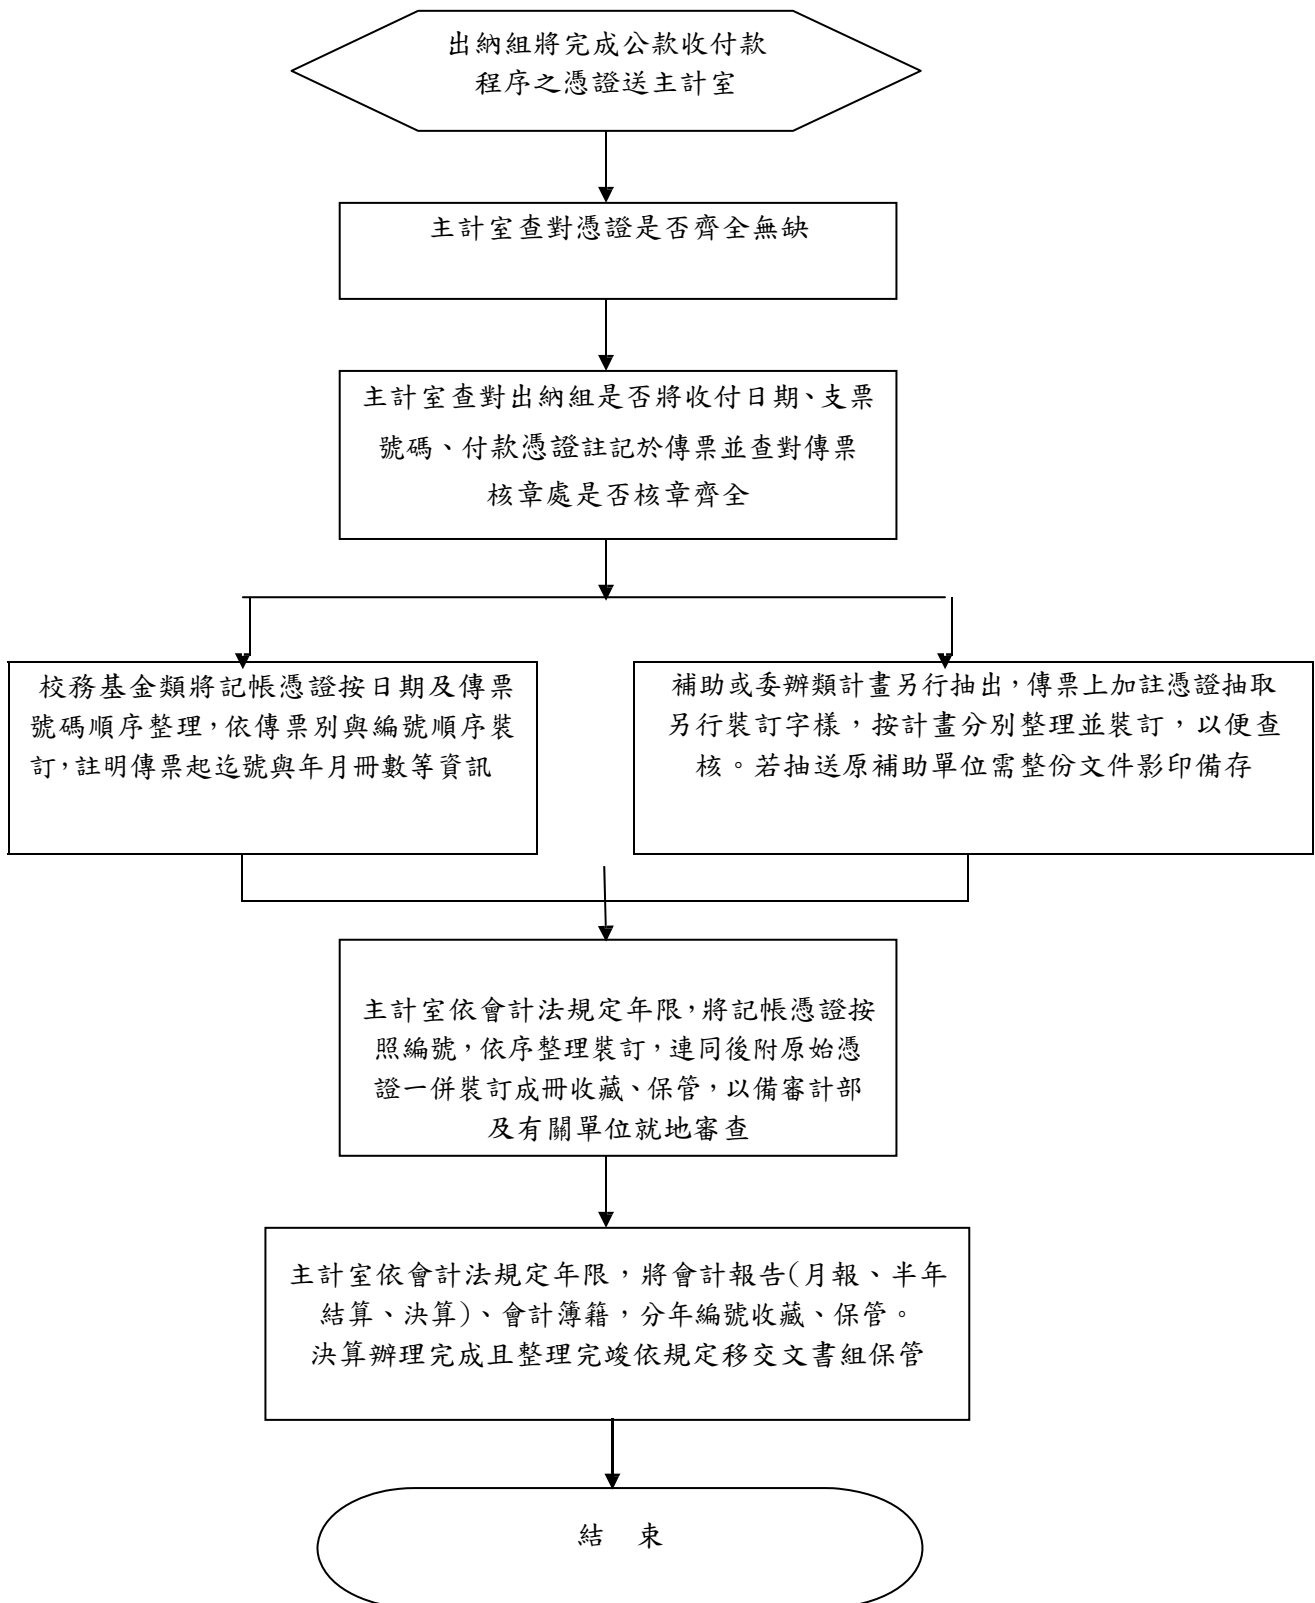 出納組將完成公款收付款
程序之憑證送主計室
主計室查對憑證是否齊全無缺
主計室查對出納組是否將收付日期、支票
號碼、付款憑證註記於傳票並查對傳票
核章處是否核章齊全
校務基金類將記帳憑證按日期及傳票
號碼順序整理，依傳票別與編號順序裝
訂，註明傳票起迄號與年月冊數等資訊
補助或委辦類計畫另行抽出，傳票上加註憑證抽取
另行裝訂字樣，按計畫分別整理並裝訂，以便查
核。若抽送原補助單位需整份文件影印備存
主計室依會計法規定年限，將記帳憑證按
照編號，依序整理裝訂，連同後附原始憑
證一併裝訂成冊收藏、保管，以備審計部
及有關單位就地審查
主計室依會計法規定年限，將會計報告(月報、半年
結算、決算)、會計簿籍，分年編號收藏、保管。
決算辦理完成且整理完竣依規定移交文書組保管
結　束